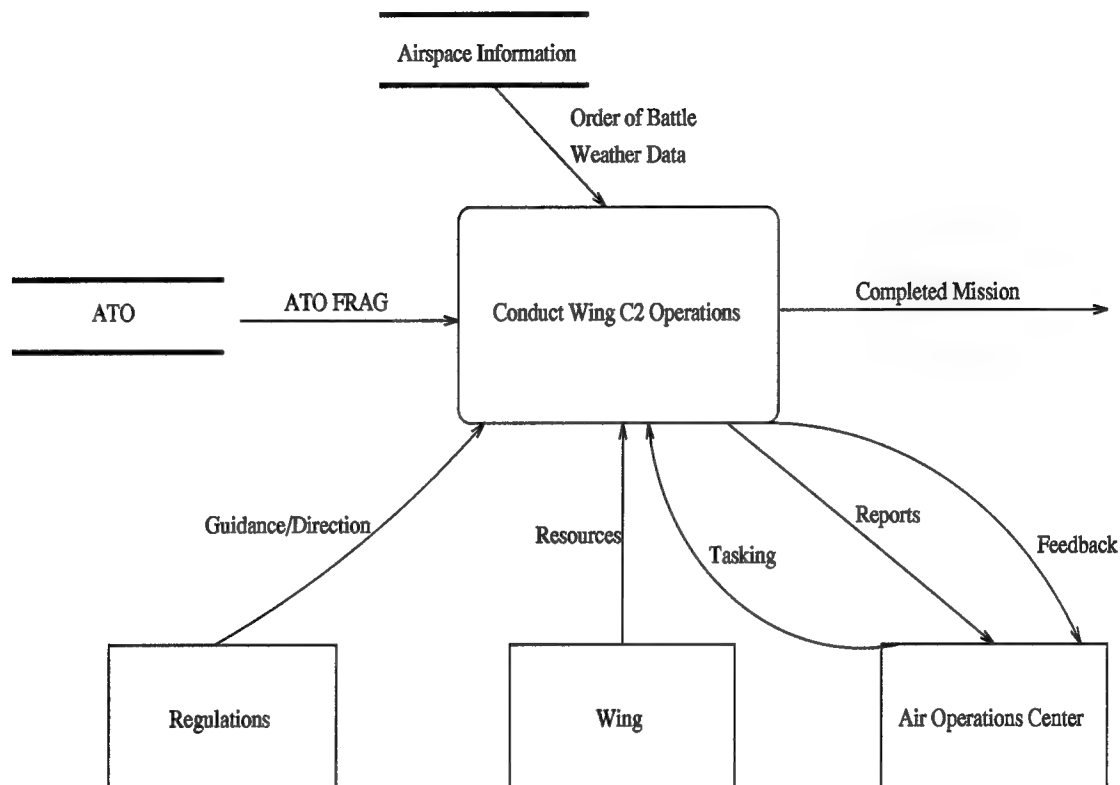 Airspace Information
Order of Battle
Weather Data
ATO
ATO FRAG
Conduct Wing C2 Operations
Completed Mission
Guidance/Direction
Resources
Tasking
Reports
Feedback
Regulations
Wing
Air Operations Center